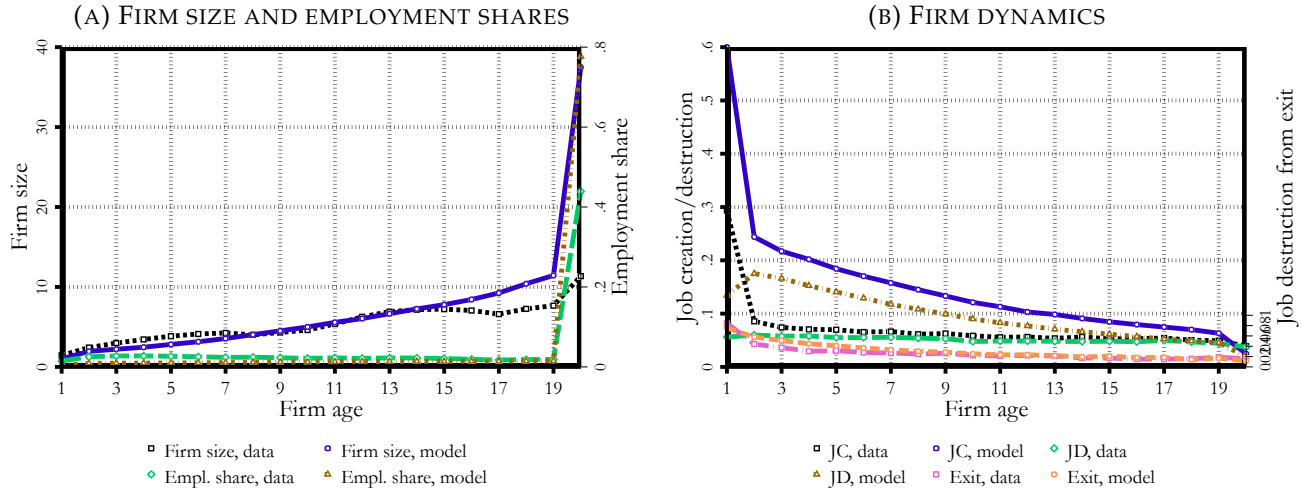 (A) FIRM SIZE AND EMPLOYMENT SHARES
40
30
20
10
0
Firm size
.8
.6
.4
.2
0
Employment share
1 3 5 7 9 11 13 15 17 19
Firm age
Firm size, data
Firm size, model
Empl. share, data
Empl. share, model
(B) FIRM DYNAMICS
.6
.5
.4
.3
.2
.1
0
Job creation/destruction
Job destruction from exit
1 3 5 7 9 11 13 15 17 19
Firm age
JC, data
JC, model
JD, data
JD, model
Exit, data
Exit, model